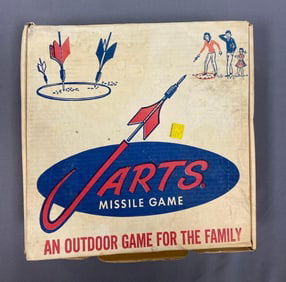 JARTS®
MISSILE GAME
AN OUTDOOR GAME FOR THE FAMILY